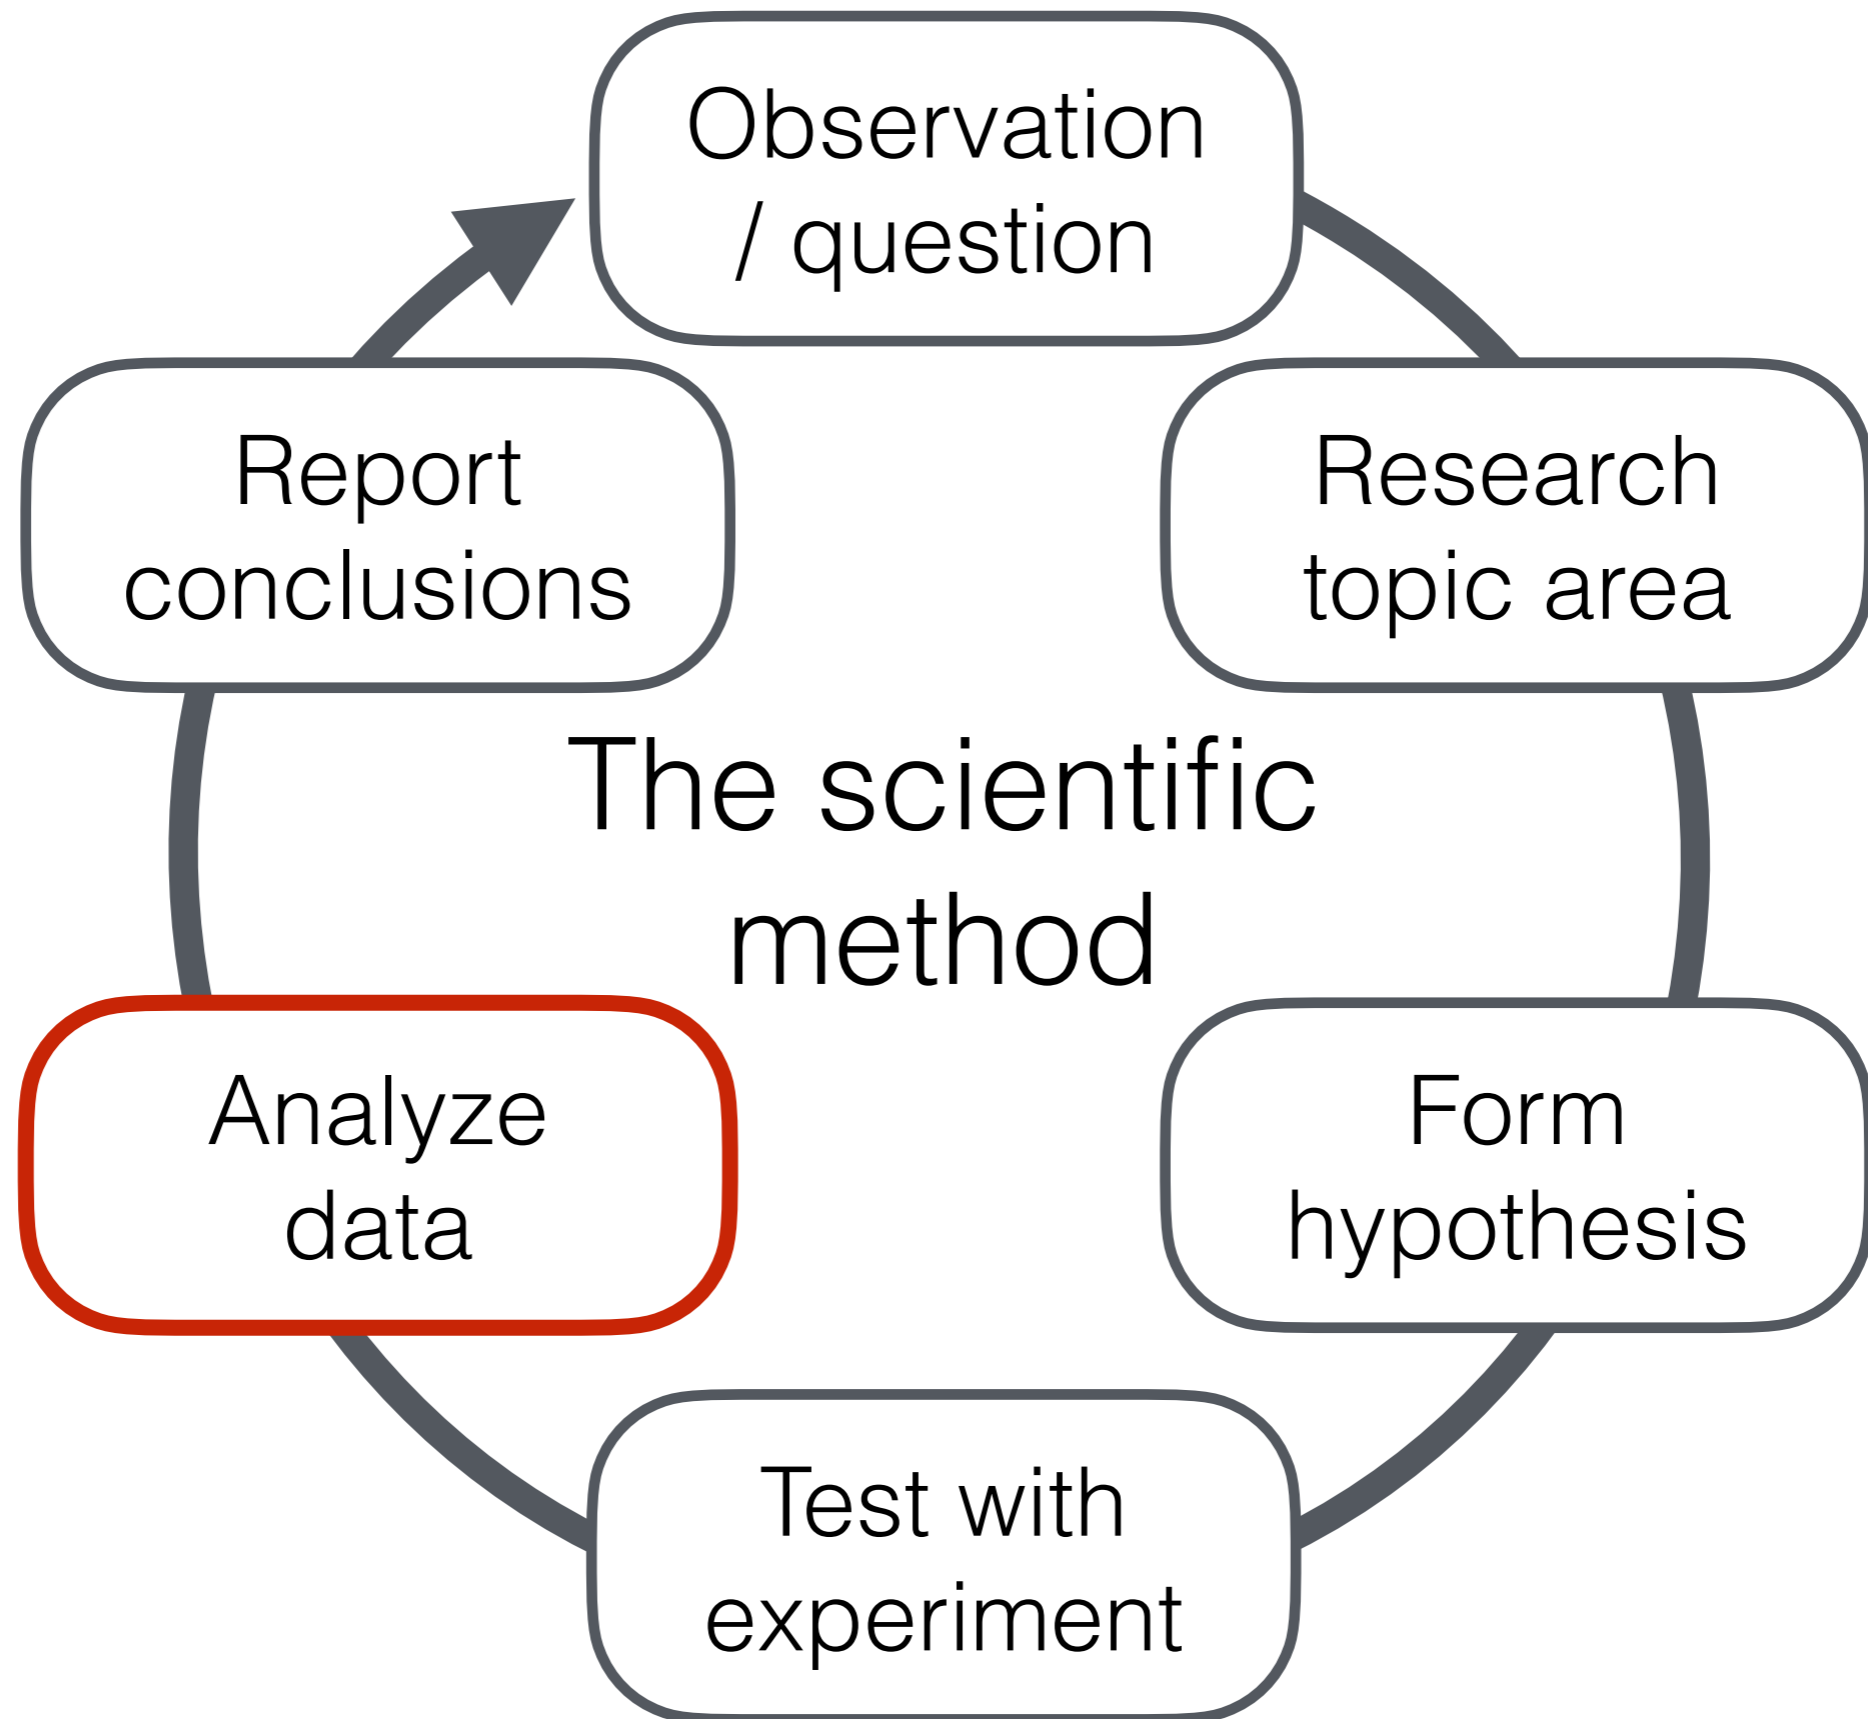 Observation
/ question
Research
topic area
Form
hypothesis
Test with
experiment
Analyze
data
Report
conclusions
The scientific
method